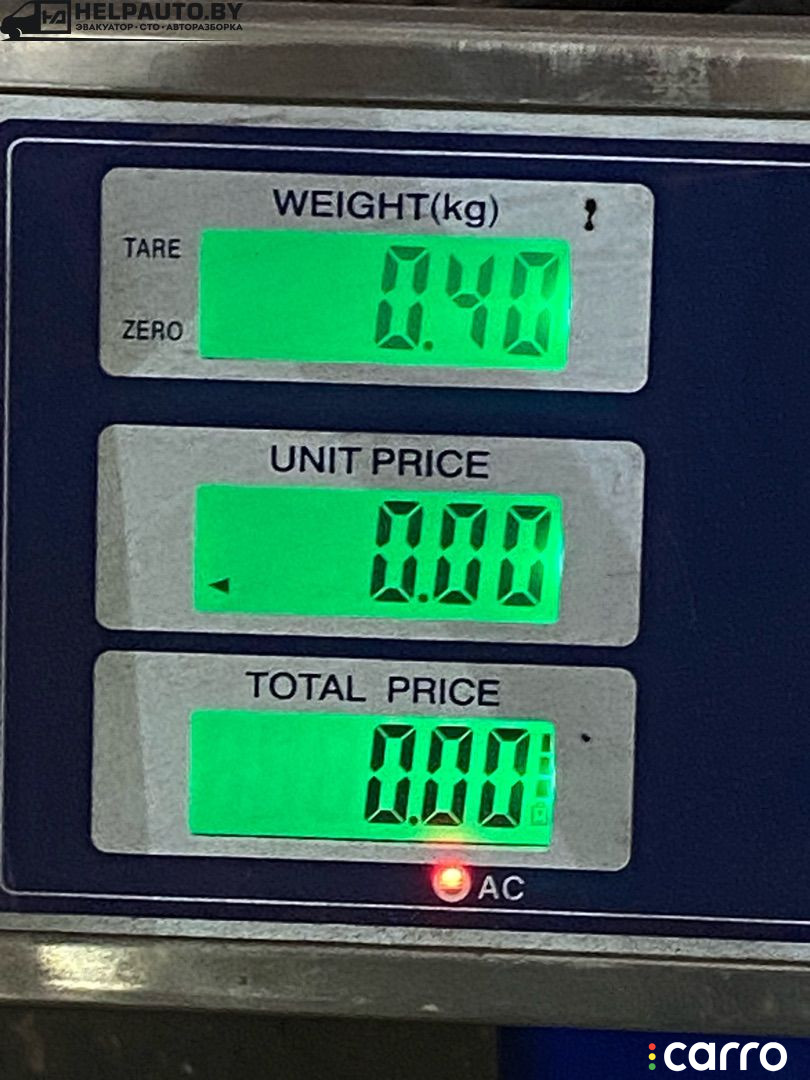 HELPAUTO.BY
ЭВАКУАТОР • СТО • АВТОРАЗБОРКА
WEIGHT(kg)
TARE
0.40
ZERO
UNIT PRICE
0.00
TOTAL PRICE
0.00
AC
carro